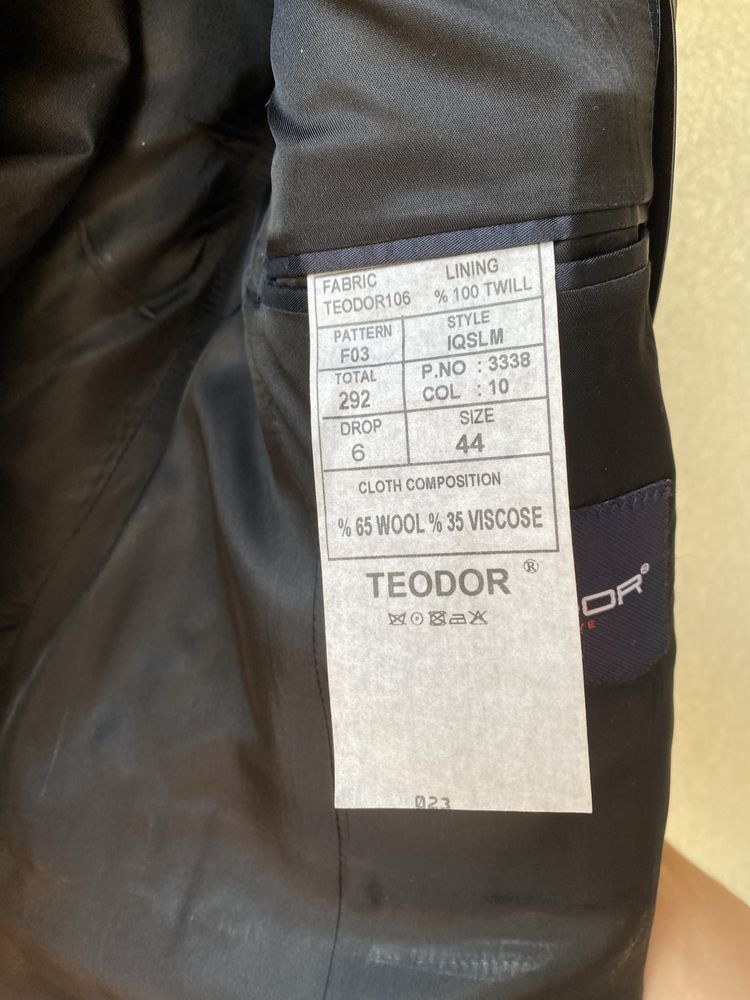 FABRIC LINING
TEODOR106 % 100 TWILL
PATTERN STYLE
F03 IQSLM
TOTAL P.NO : 3338
292 COL : 10
DROP SIZE
6 44
CLOTH COMPOSITION
% 65 WOOL % 35 VISCOSE
TEODOR ®
023